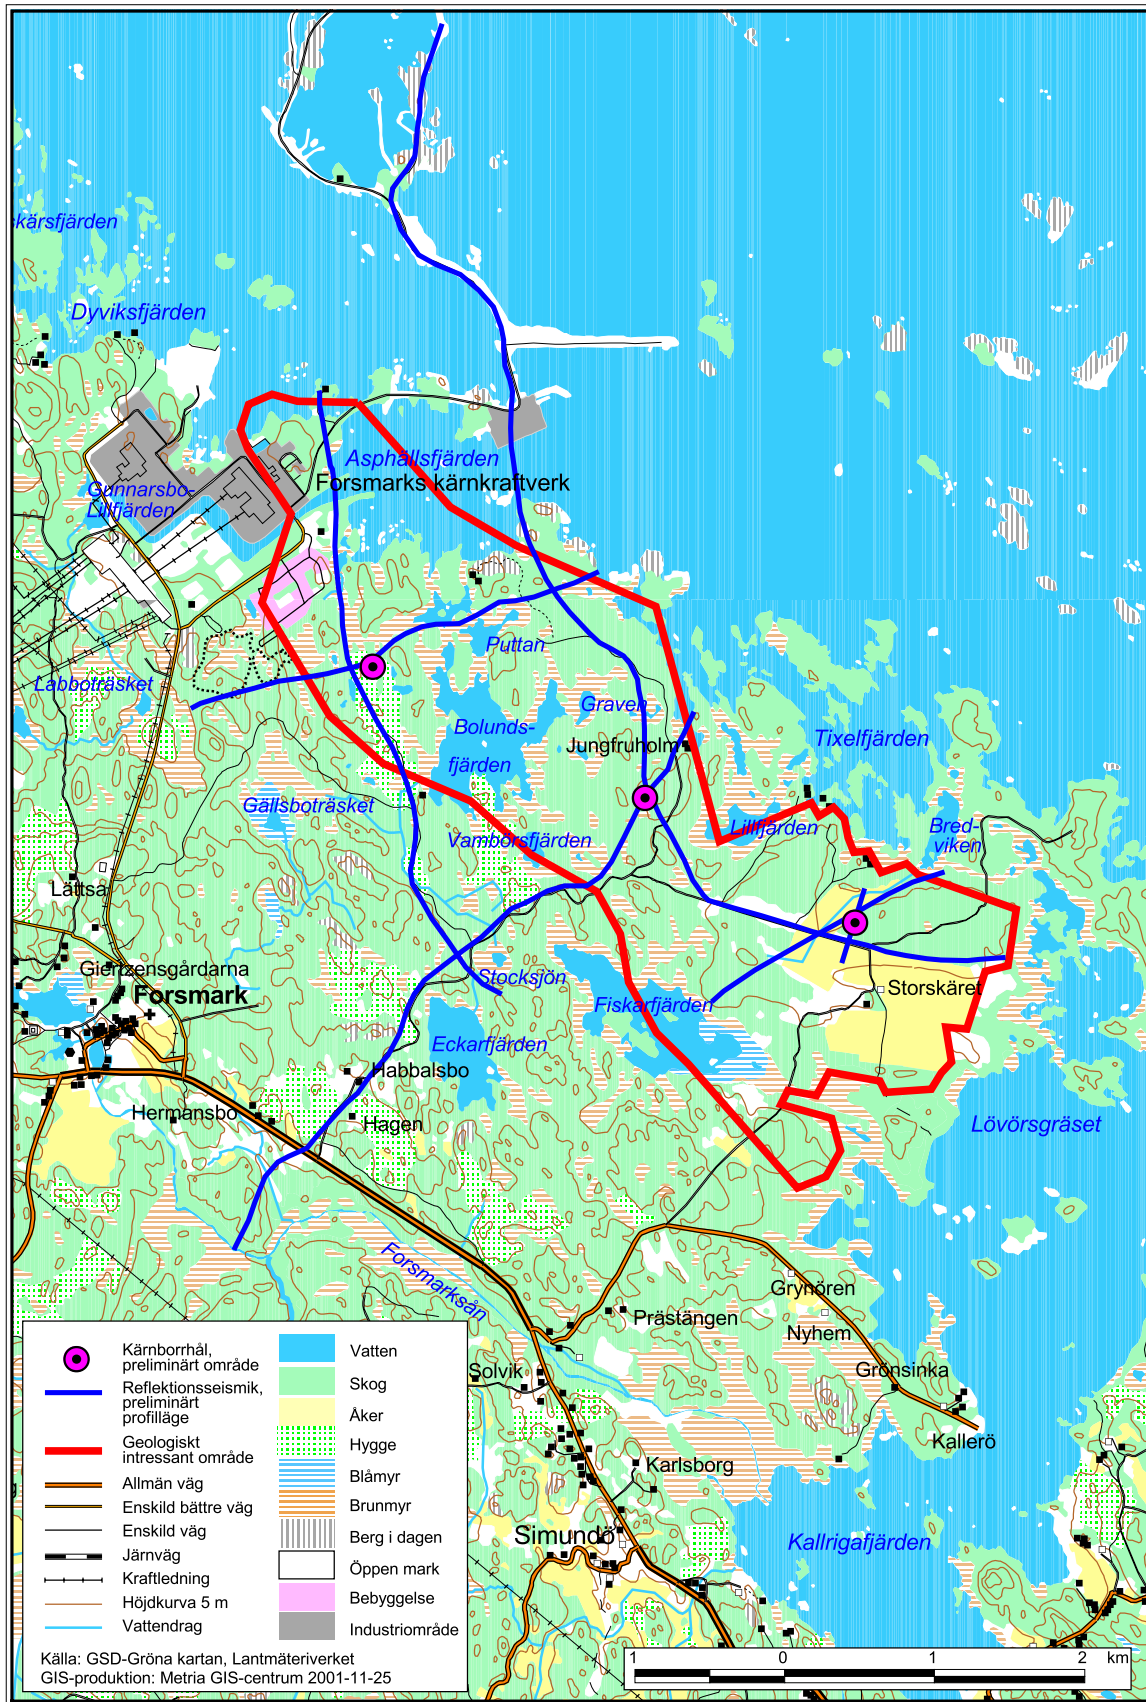 kärsfjärden
Dyviksfjärden
Asphällsfjärden
Forsmarks kärnkraftverk
Gunnarsbo-
Lillfjärden
Puttan
Labboträsket
Graven
Bolunds-
fjärden
Jungfruholm
Tixelfjärden
Gällsboträsket
Vambörsfjärden
Lillfjärden
Bred-
viken
Lättsa
Giertzensgårdarna
Forsmark
Stocksjön
Storskäret
Fiskarfjärden
Eckarfjärden
Habbalsbo
Hermansbo
Hagen
Lövörsgräset
Forsmarksån
Grynören
Prästängen
Nyhem
Solvik
Grönsinka
Kallerö
Karlsborg
Simundö
Kallrigafjärden
Kärnborrhål,
preliminärt område
Reflektionsseismik,
preliminärt
profilläge
Geologiskt
intressant område
Allmän väg
Enskild bättre väg
Enskild väg
Järnväg
Kraftledning
Höjdkurva 5 m
Vattendrag
Vatten
Skog
Åker
Hygge
Blåmyr
Brunmyr
Berg i dagen
Öppen mark
Bebyggelse
Industriområde
Källa: GSD-Gröna kartan, Lantmäteriverket
GIS-produktion: Metria GIS-centrum 2001-11-25
1 0 1 2 km